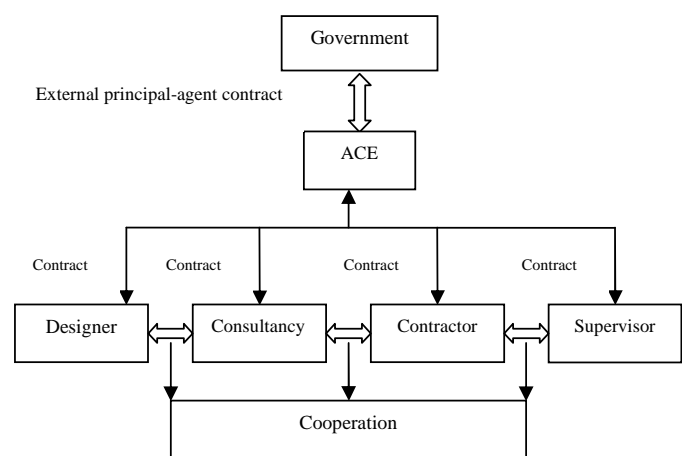 Government
External principal-agent contract
ACE
Contract
Contract
Contract
Contract
Designer
Consultancy
Contractor
Supervisor
Cooperation